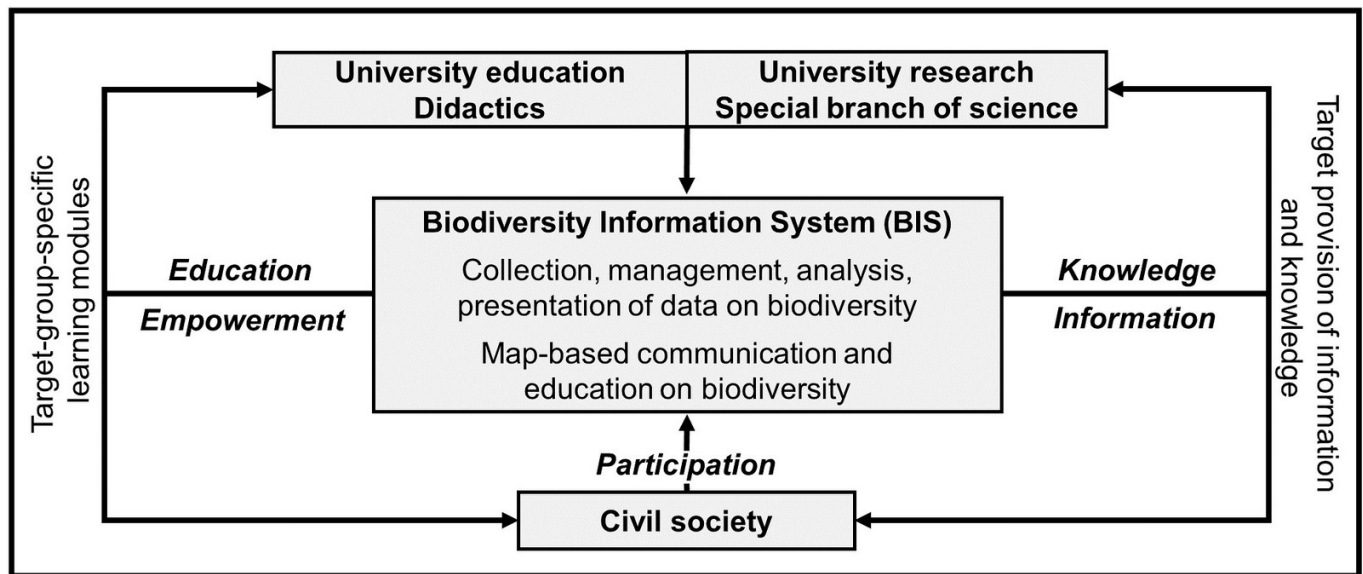 University education
Didactics
University research
Special branch of science
Target-group-specific
learning modules
Education
Empowerment
Biodiversity Information System (BIS)
Collection, management, analysis,
presentation of data on biodiversity
Map-based communication and
education on biodiversity
Knowledge
Information
Target provision of information
and knowledge
Participation
Civil society